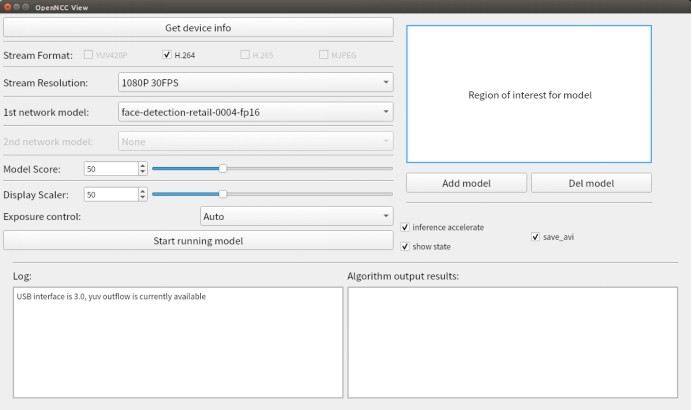 OpenNCC View
Get device info
Stream Format: YUV420P H.264 H.265 MJPEG
Stream Resolution: 1080P 30FPS
1st network model: face-detection-retail-0004-fp16
2nd network model: None
Model Score: 50
Display Scaler: 50
Exposure control: Auto
Start running model
Region of interest for model
Add model Del model
inference accelerate
show state
save_avi
Log:
USB interface is 3.0, yuv outflow is currently available
Algorithm output results: